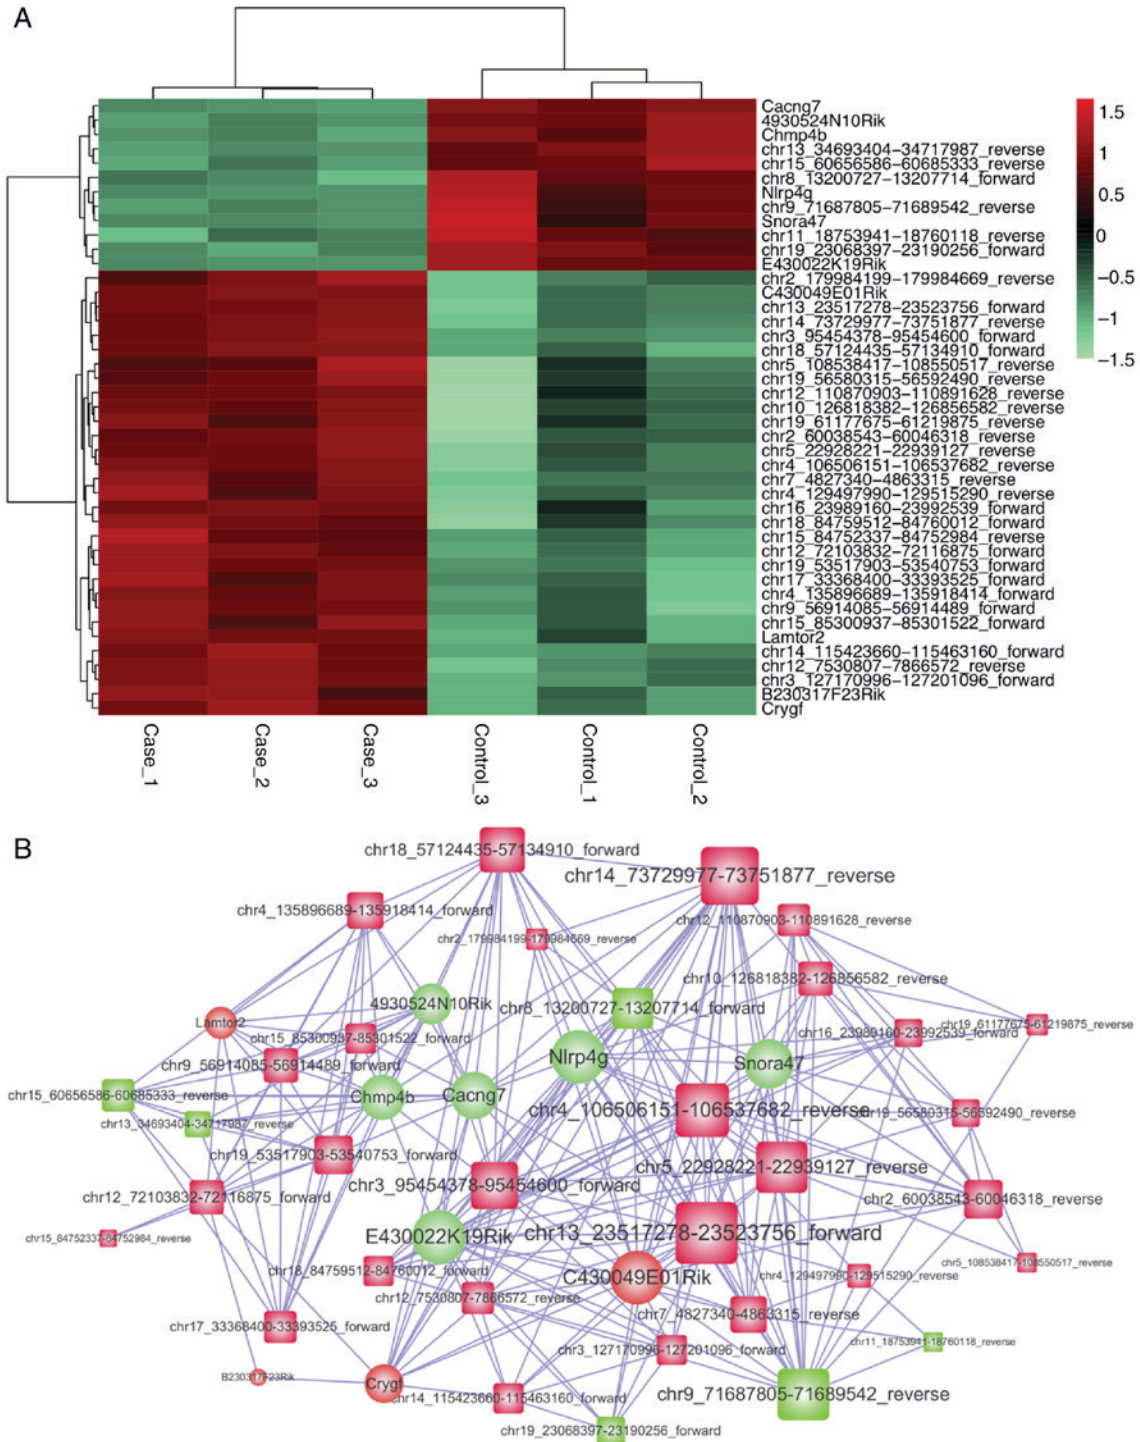 A
Cacng7
4930524N10Rik
Chmp4b
chr13_34693404−34717987_reverse
chr15_60656586−60685333_reverse
chr8_13200727−13207714_forward
Nlrp4g
chr9_71687805−71689542_reverse
Snora47
chr11_18753941−18760118_reverse
chr19_23068397−23190256_forward
E430022K19Rik
chr2_179984199−179984669_reverse
C430049E01Rik
chr13_23517278−23523756_forward
chr14_73729977−73751877_reverse
chr3_95454378−95454600_forward
chr18_57124435−57134910_forward
chr5_108538417−108550517_reverse
chr19_56580315−56592490_reverse
chr12_110870903−110891628_reverse
chr10_126818382−126856582_reverse
chr19_61177675−61219875_reverse
chr2_60038543−60046318_reverse
chr5_22928221−22939127_reverse
chr4_106506151−106537682_reverse
chr7_4827340−4863315_reverse
chr4_129497990−129515290_reverse
chr16_23989160−23992539_forward
chr18_84759512−84760012_forward
chr15_84752337−84752984_reverse
chr12_72103832−72116875_forward
chr19_53517903−53540753_forward
chr17_33368400−33393525_forward
chr4_135896689−135918414_forward
chr9_56914085−56914489_forward
chr15_85300937−85301522_forward
Lamtor2
chr14_115423660−115463160_forward
chr12_7530807−7866572_reverse
chr3_127170996−127201096_forward
B230317F23Rik
Crygf
1.5
1
0.5
0
−0.5
−1
−1.5
Case_1
Case_2
Case_3
Control_3
Control_1
Control_2
B
chr18_57124435-57134910_forward
chr14_73729977-73751877_reverse
chr4_135896689-135918414_forward
chr12_110870903-110891628_reverse
chr2_179984199-179984669_reverse
chr10_126818382-126856582_reverse
4930524N10Rik
chr8_13200727-13207714_forward
Lamtor2
chr19_61177675-61219875_reverse
chr16_23989160-23992539_forward
chr15_85300937-85301522_forward
Nlrp4g
Snora47
chr9_56914085-56914489_forward
chr15_60656586-60685333_reverse
Chmp4b
Cacng7
chr4_106506151-106537682_reverse
chr19_56580315-56592490_reverse
chr13_34693404-34717987_reverse
chr19_53517903-53540753_forward
chr5_22928221-22939127_reverse
chr3_95454378-95454600_forward
chr12_72103832-72116875_forward
chr2_60038543-60046318_reverse
chr15_84752337-84752984_reverse
E430022K19Rik
chr13_23517278-23523756_forward
chr5_108538417-108550517_reverse
chr18_84759512-84760012_forward
C430049E01Rik
chr4_129497990-129515290_reverse
chr12_7530807-7866572_reverse
chr7_4827340-4863315_reverse
chr17_33368400-33393525_forward
chr11_18753941-18760118_reverse
chr3_127170996-127201096_forward
B230317F23Rik
Crygf
chr14_115423660-115463160_forward
chr9_71687805-71689542_reverse
chr19_23068397-23190256_forward